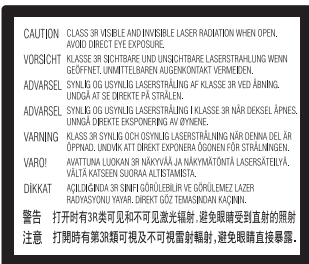 CAUTION CLASS 3R VISIBLE AND INVISIBLE LASER RADIATION WHEN OPEN.
AVOID DIRECT EYE EXPOSURE.
VORSICHT KLASSE 3R SICHTBARE UND UNSICHTBARE LASERSTRAHLUNG WENN
GEÖFFNET. UNMITTELBAREN AUGENKONTAKT VERMEIDEN.
ADVARSEL SYNLIG OG USYNLIG LASERSTRÅLING AF KLASSE 3R VED ÅBNING.
UNDGÅ AT SE DIREKTE PÅ STRÅLEN.
ADVARSEL SYNLIG OG USYNLIG LASERSTRÅLING I KLASSE 3R NÅR DEKSEL ÅPNES.
UNNGÅ DIREKTE EKSPONERING AV ØYNENE.
VARNING KLASS 3R SYNLIG OCH OSYNLIG LASERSTRÅLNING NÄR DENNA DEL ÄR
ÖPPNAD. UNDVIK ATT DIREKT EXPONERA ÖGONEN FÖR STRÅLNINGEN.
VARO! AVATTUNA LUOKAN 3R NÄKYVÄÄ JA NÄKYMÄTÖNTÄ LASERSÄTEILYÄ.
VÄLTÄ KATSEEN SUORAA ALTISTAMISTA.
DİKKAT AÇILDIĞINDA 3R SINIFI GÖRÜLEBİLİR VE GÖRÜLEMEZ LAZER
RADYASYONU YAYAR. DİREKT GÖZ TEMASINDAN KAÇININ.
警告 打开时有3R类可见和不可见激光辐射,避免眼睛受到直射的照射
注意 打開時有第3R類可視及不可視雷射輻射,避免眼睛直接暴露.